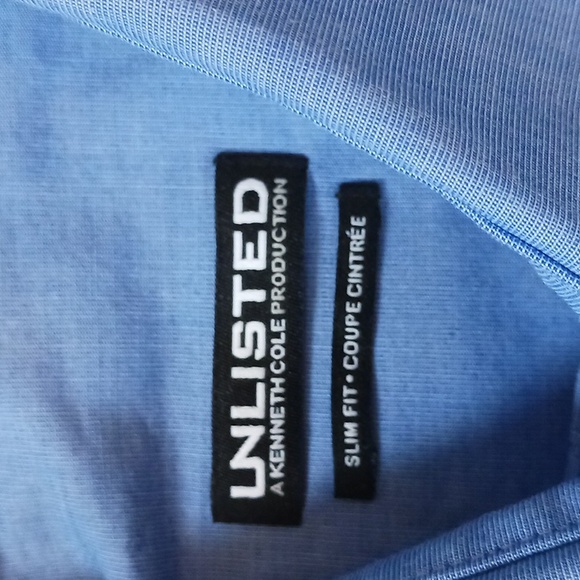 UNLISTED
A KENNETH COLE PRODUCTION
SLIM FIT • COUPE CINTRÉE